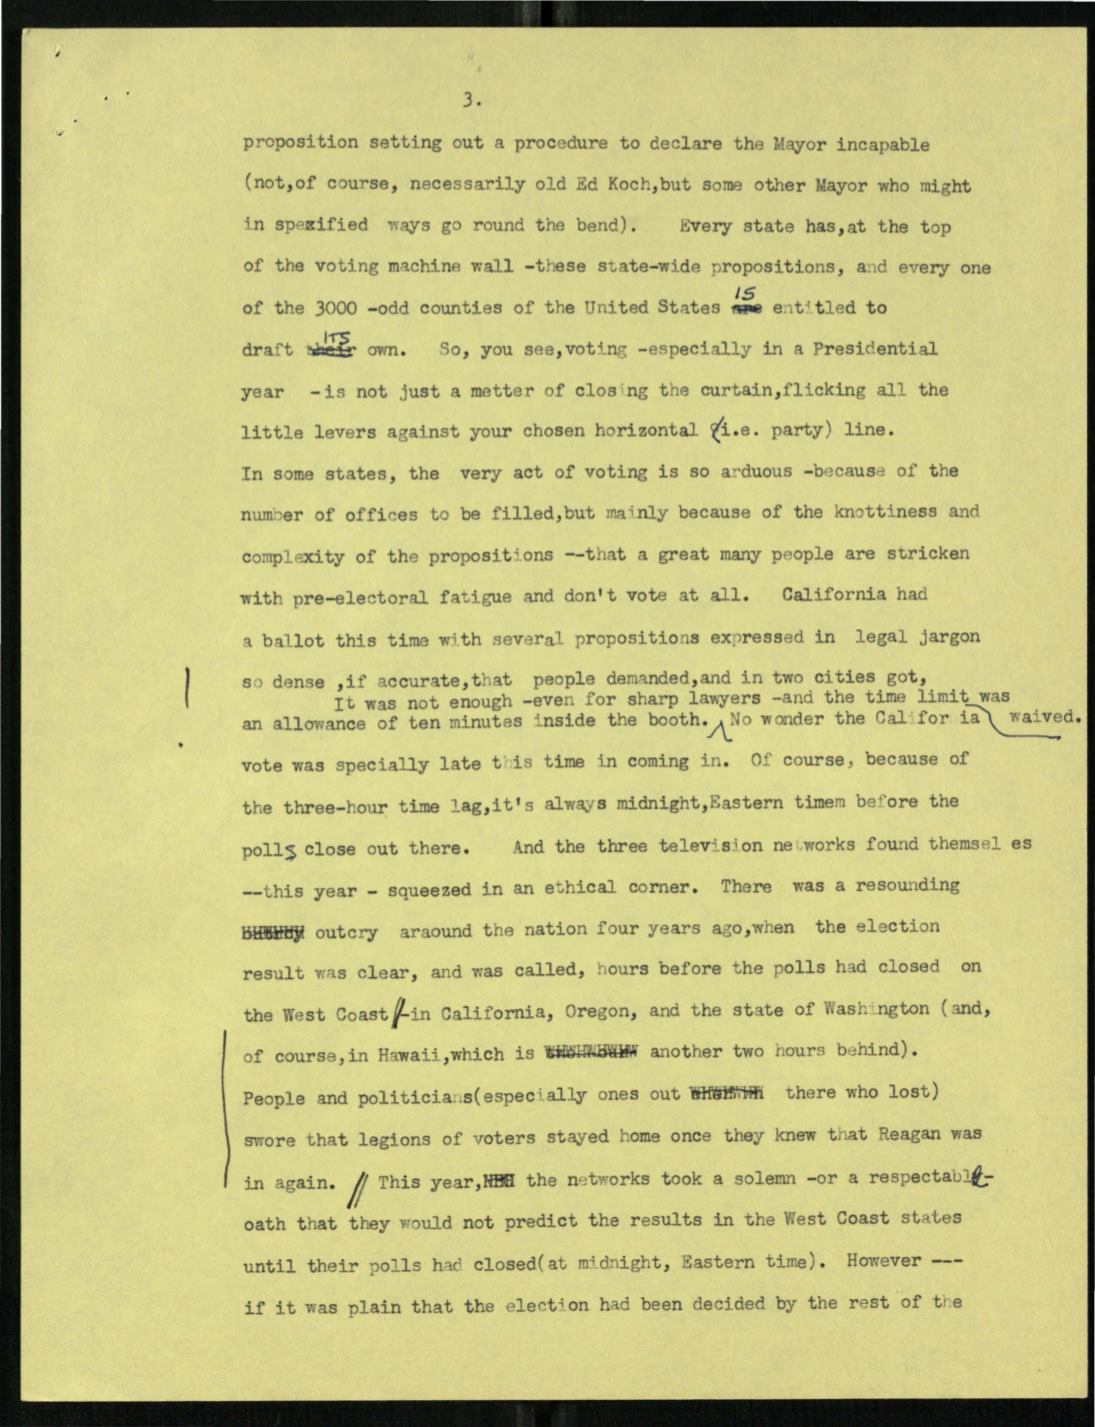 3.
proposition setting out a procedure to declare the Mayor incapable
(not,of course, necessarily old Ed Koch,but some other Mayor who might
in spexified ways go round the bend). Every state has,at the top
of the voting machine wall -these state-wide propositions, and every one
of the 3000 -odd counties of the United States are IS entitled to
draft their ITS own. So, you see,voting -especially in a Presidential
year -is not just a metter of closing the curtain,flicking all the
little levers against your chosen horizontal (i.e. party) line.
In some states, the very act of voting is so arduous -because of the
number of offices to be filled,but mainly because of the knottiness and
complexity of the propositions --that a great many people are stricken
with pre-electoral fatigue and don't vote at all. California had
a ballot this time with several propositions expressed in legal jargon
so dense ,if accurate,that people demanded,and in two cities got,
It was not enough -even for sharp lawyers -and the time limit was
an allowance of ten minutes inside the booth. No wonder the Califor ia waived.
vote was specially late this time in coming in. Of course, because of
the three-hour time lag,it's always midnight,Eastern timem before the
polls close out there. And the three television networks found themsel es
--this year - squeezed in an ethical corner. There was a resounding
outcry araound the nation four years ago,when the election
result was clear, and was called, hours before the polls had closed on
the West Coast // -in California, Oregon, and the state of Washington (and,
of course,in Hawaii,which is another two hours behind).
People and politicians(especially ones out there who lost)
swore that legions of voters stayed home once they knew that Reagan was
in again. // This year, the networks took a solemn -or a respectable-
oath that they would not predict the results in the West Coast states
until their polls had closed(at midnight, Eastern time). However ---
if it was plain that the election had been decided by the rest of the